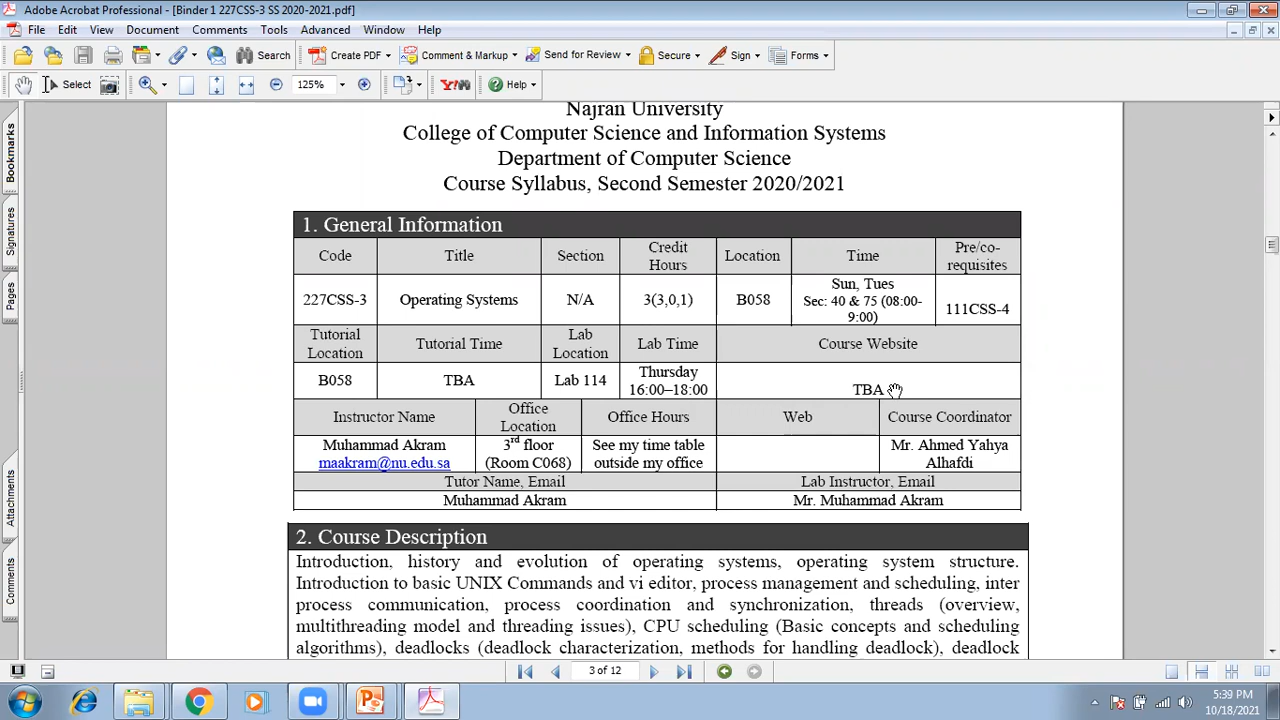 Adobe Acrobat Professional - [Binder 1 227CSS-3 SS 2020-2021.pdf]
File Edit View Document Comments Tools Advanced Window Help
Search Create PDF Comment & Markup Send for Review Secure Sign Forms
Select 125% Y! Help
Bookmarks
Signatures
Pages
Attachments
Comments
Najran University
College of Computer Science and Information Systems
Department of Computer Science
Course Syllabus, Second Semester 2020/2021
1. General Information
Code Title Section Credit Hours Location Time Pre/co-requisites
227CSS-3 Operating Systems N/A 3(3,0,1) B058 Sun, Tues Sec: 40 & 75 (08:00-9:00) 111CSS-4
Tutorial Location Tutorial Time Lab Location Lab Time Course Website
B058 TBA Lab 114 Thursday 16:00–18:00 TBA
Instructor Name Office Location Office Hours Web Course Coordinator
Muhammad Akram maakram@nu.edu.sa 3rd floor (Room C068) See my time table outside my office Mr. Ahmed Yahya Alhafdi
Tutor Name, Email Lab Instructor, Email
Muhammad Akram Mr. Muhammad Akram
2. Course Description
Introduction, history and evolution of operating systems, operating system structure.
Introduction to basic UNIX Commands and vi editor, process management and scheduling, inter
process communication, process coordination and synchronization, threads (overview,
multithreading model and threading issues), CPU scheduling (Basic concepts and scheduling
algorithms), deadlocks (deadlock characterization, methods for handling deadlock), deadlock
3 of 12
5:39 PM
10/18/2021